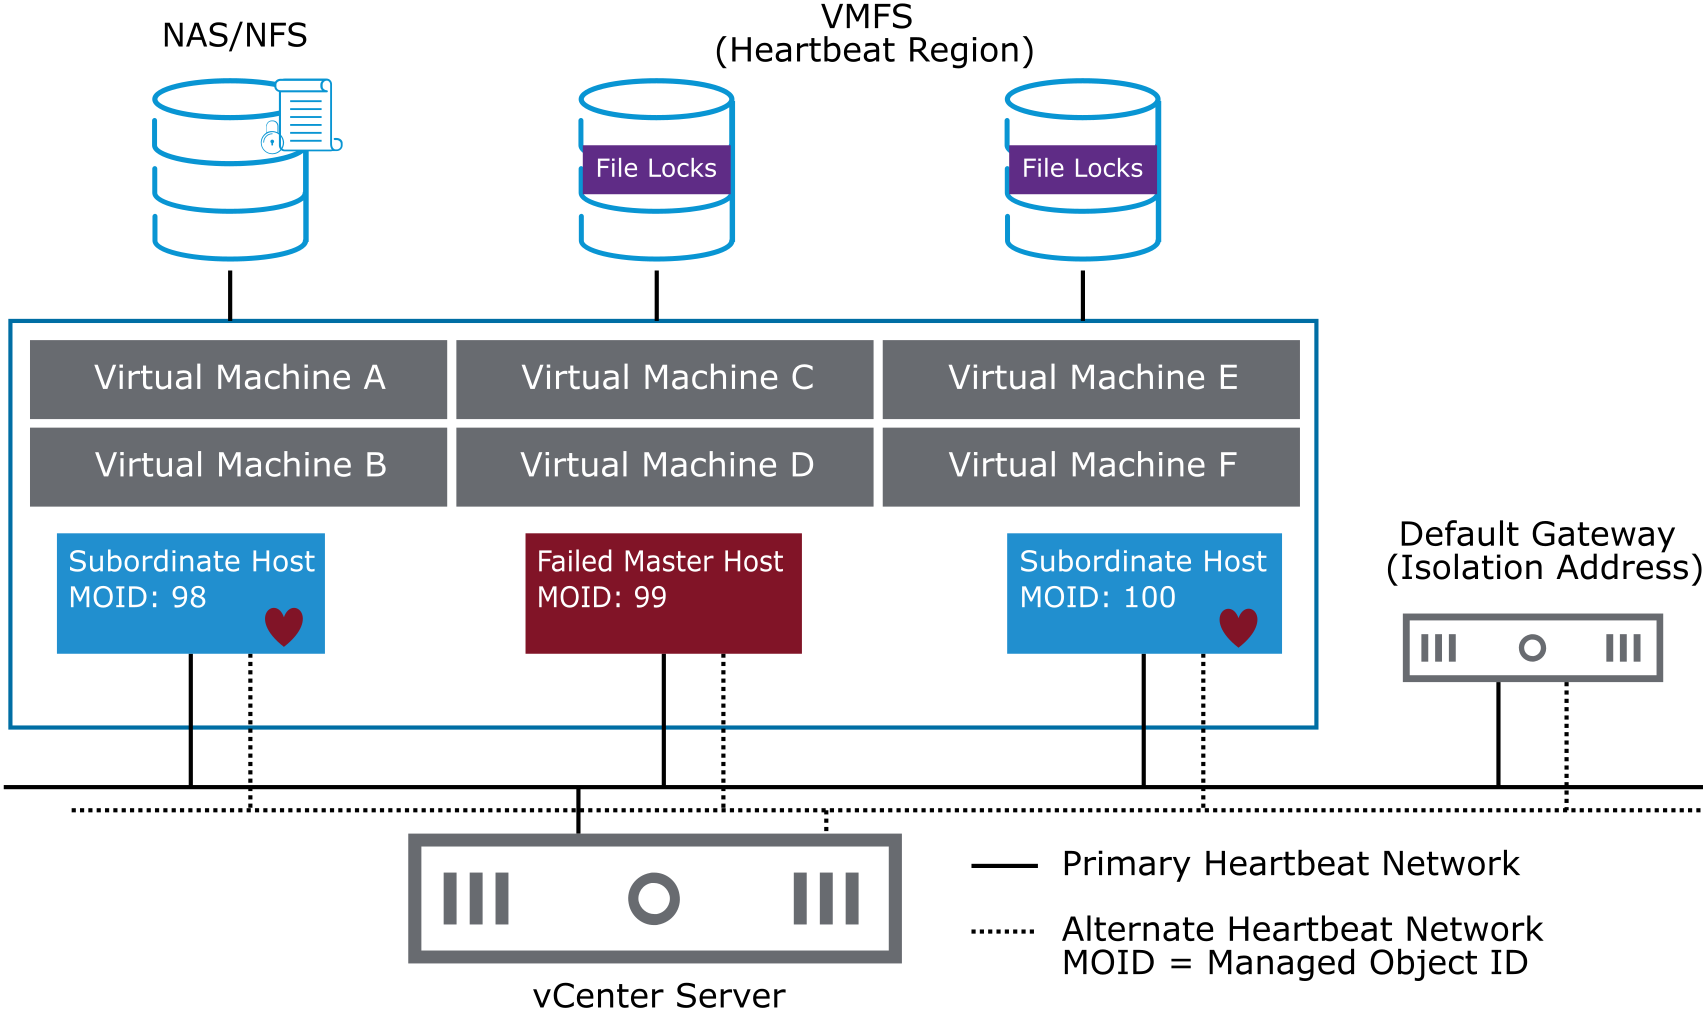 NAS/NFS
VMFS
(Heartbeat Region)
File Locks
File Locks
Virtual Machine A
Virtual Machine C
Virtual Machine E
Virtual Machine B
Virtual Machine D
Virtual Machine F
Subordinate Host
MOID: 98
Failed Master Host
MOID: 99
Subordinate Host
MOID: 100
Default Gateway
(Isolation Address)
Primary Heartbeat Network
Alternate Heartbeat Network
MOID = Managed Object ID
vCenter Server